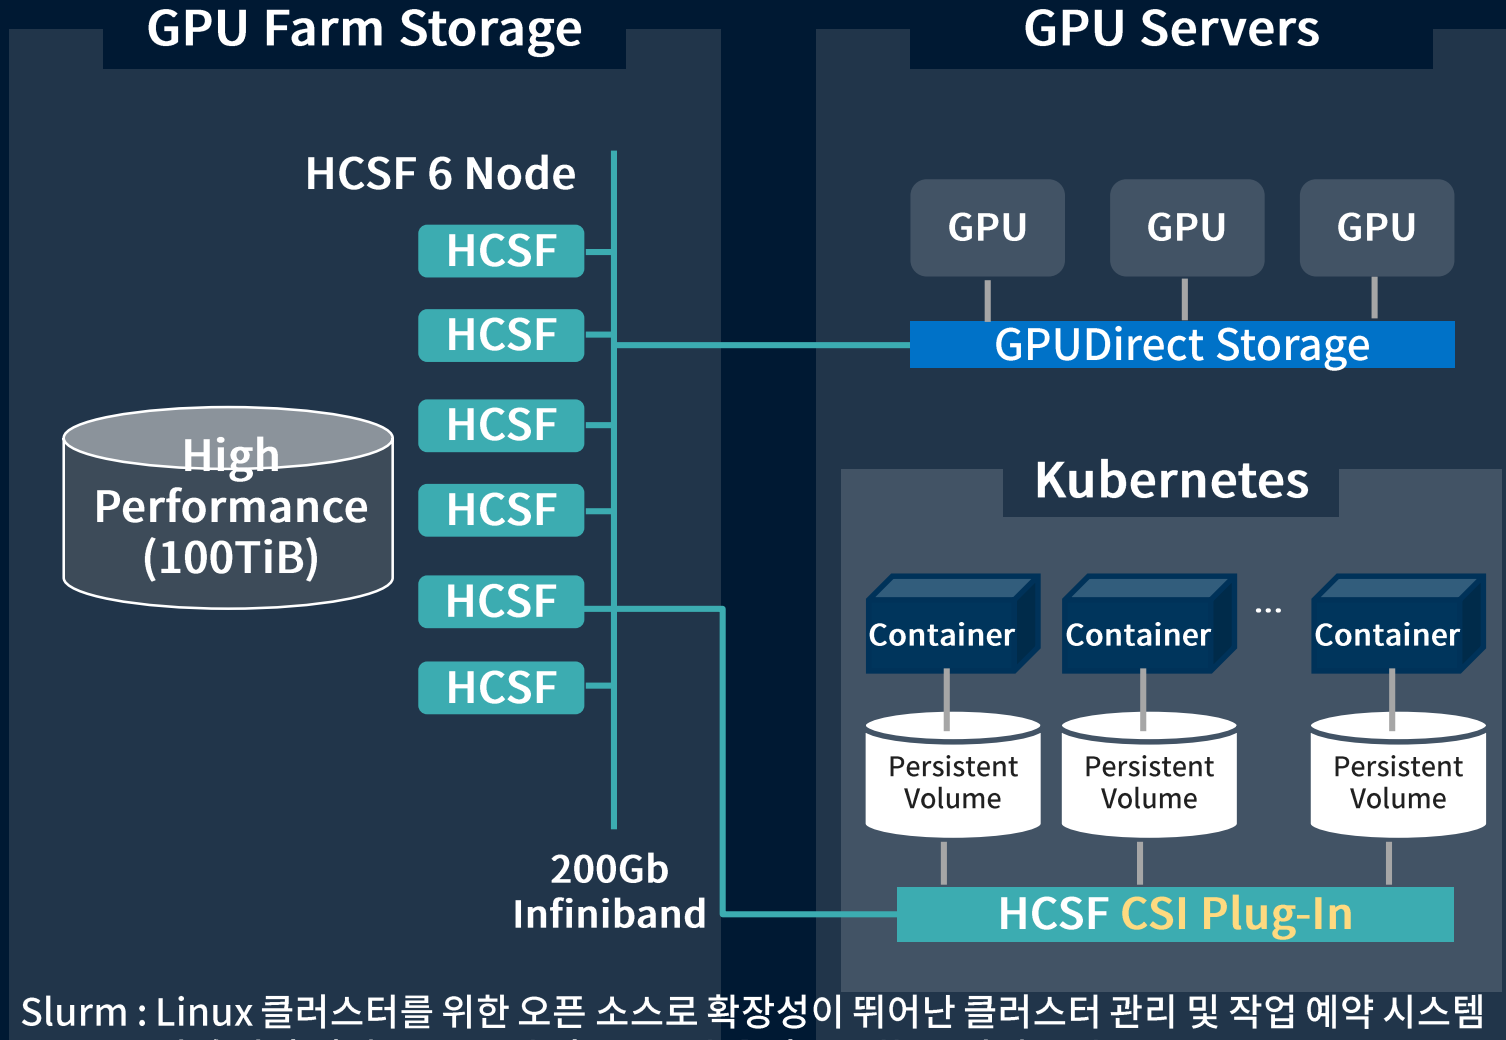 GPU Farm Storage
HCSF 6 Node
HCSF
HCSF
HCSF
HCSF
HCSF
HCSF
High
Performance
(100TiB)
200Gb
Infiniband
GPU Servers
GPU GPU GPU
GPUDirect Storage
Kubernetes
Container Container ... Container
Persistent Volume
Persistent Volume
Persistent Volume
HCSF CSI Plug-In
Slurm : Linux 클러스터를 위한 오픈 소스로 확장성이 뛰어난 클러스터 관리 및 작업 예약 시스템